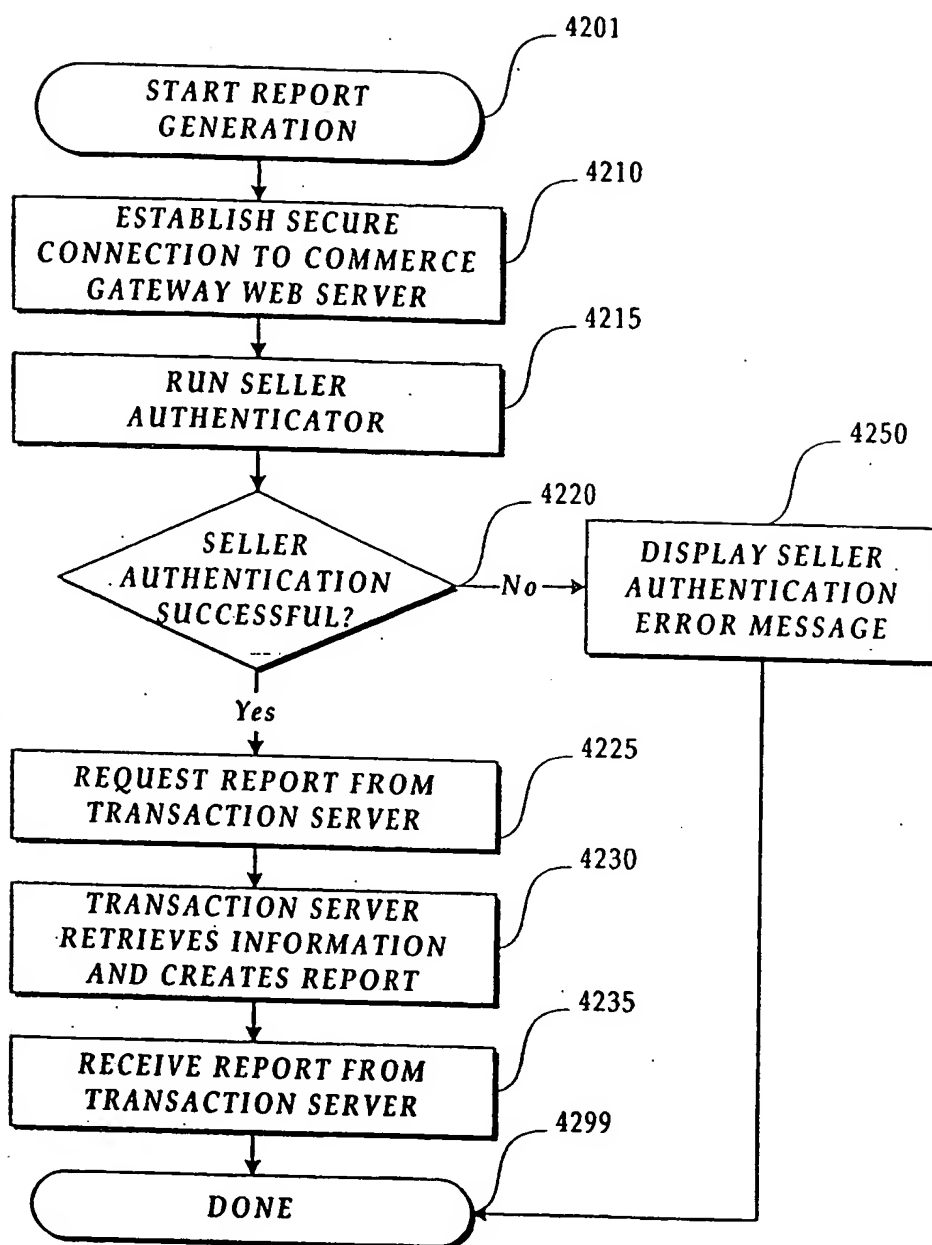 4201
START REPORT
GENERATION
4210
ESTABLISH SECURE
CONNECTION TO COMMERCE
GATEWAY WEB SERVER
4215
RUN SELLER
AUTHENTICATOR
4220
SELLER
AUTHENTICATION
SUCCESSFUL?
No
4250
DISPLAY SELLER
AUTHENTICATION
ERROR MESSAGE
Yes
4225
REQUEST REPORT FROM
TRANSACTION SERVER
4230
TRANSACTION SERVER
RETRIEVES INFORMATION
AND CREATES REPORT
4235
RECEIVE REPORT FROM
TRANSACTION SERVER
4299
DONE